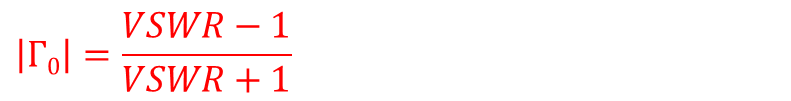 |Γ₀| = (VSWR − 1) / (VSWR + 1)